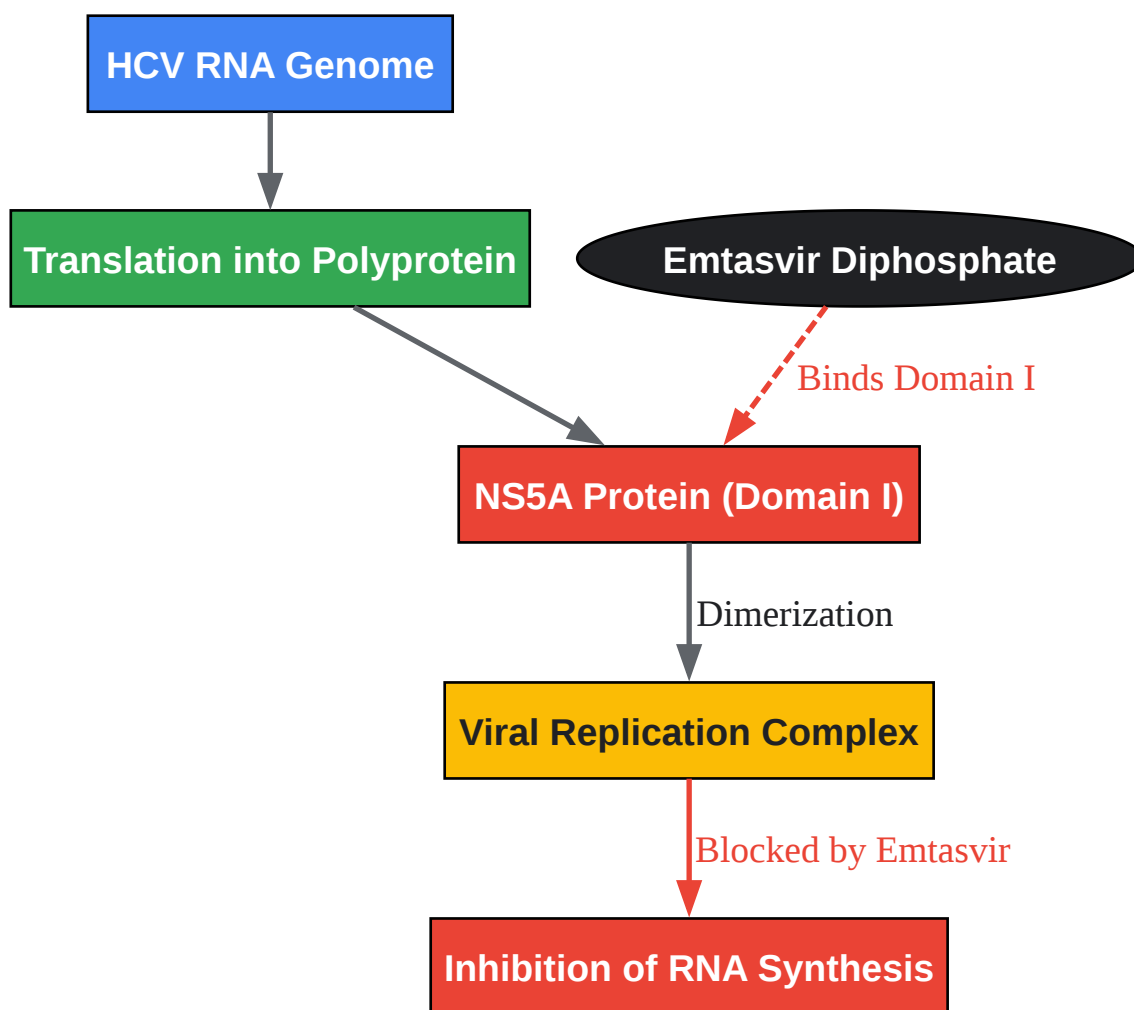 HCV RNA Genome
Translation into Polyprotein
Emtasvir Diphosphate
Binds Domain I
NS5A Protein (Domain I)
Dimerization
Viral Replication Complex
Blocked by Emtasvir
Inhibition of RNA Synthesis